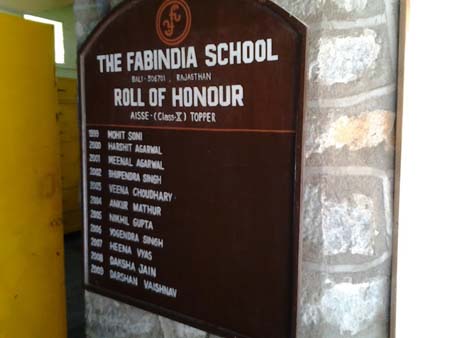 THE FABINDIA SCHOOL
BALI - 306701, RAJASTHAN
ROLL OF HONOUR
AISSE - (Class-X) TOPPER
1999 MOHIT SONI
2000 HARSHIT AGARWAL
2001 MEENAL AGARWAL
2002 BHUPENDRA SINGH
2003 VEENA CHOUDHARY
2004 ANKUR MATHUR
2005 NIKHIL GUPTA
2006 YOGENDRA SINGH
2007 HEENA VYAS
2008 DAKSHA JAIN
2009 DARSHAN VAISHNAV